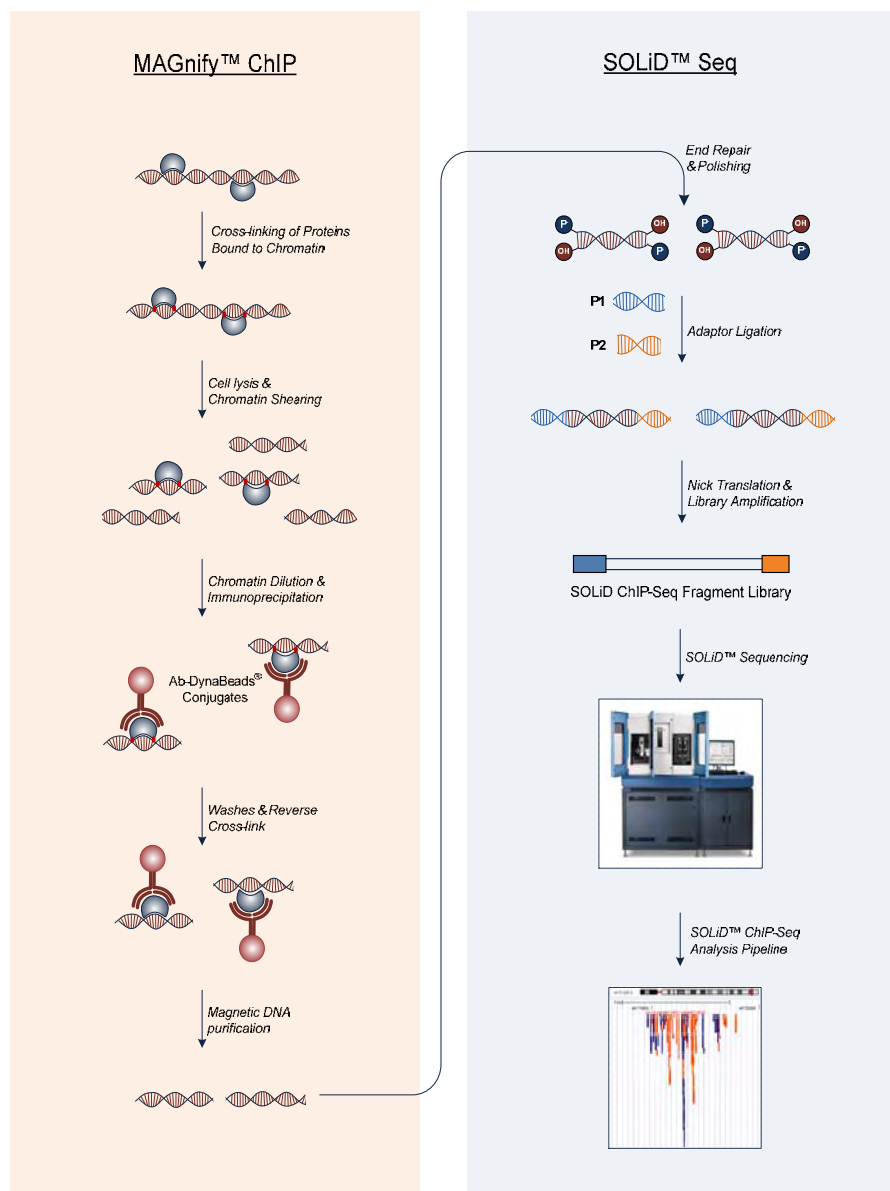 MAGnify™ ChIP
Cross-linking of Proteins
Bound to Chromatin
Cell lysis &
Chromatin Shearing
Chromatin Dilution &
Immunoprecipitation
Ab-DynaBeads®
Conjugates
Washes & Reverse
Cross-link
Magnetic DNA
purification
SOLiD™ Seq
End Repair
& Polishing
P OH P OH
OH P OH P
P1
Adaptor Ligation
P2
Nick Translation &
Library Amplification
SOLiD ChIP-Seq Fragment Library
SOLiD™ Sequencing
SOLiD™ ChIP-Seq
Analysis Pipeline